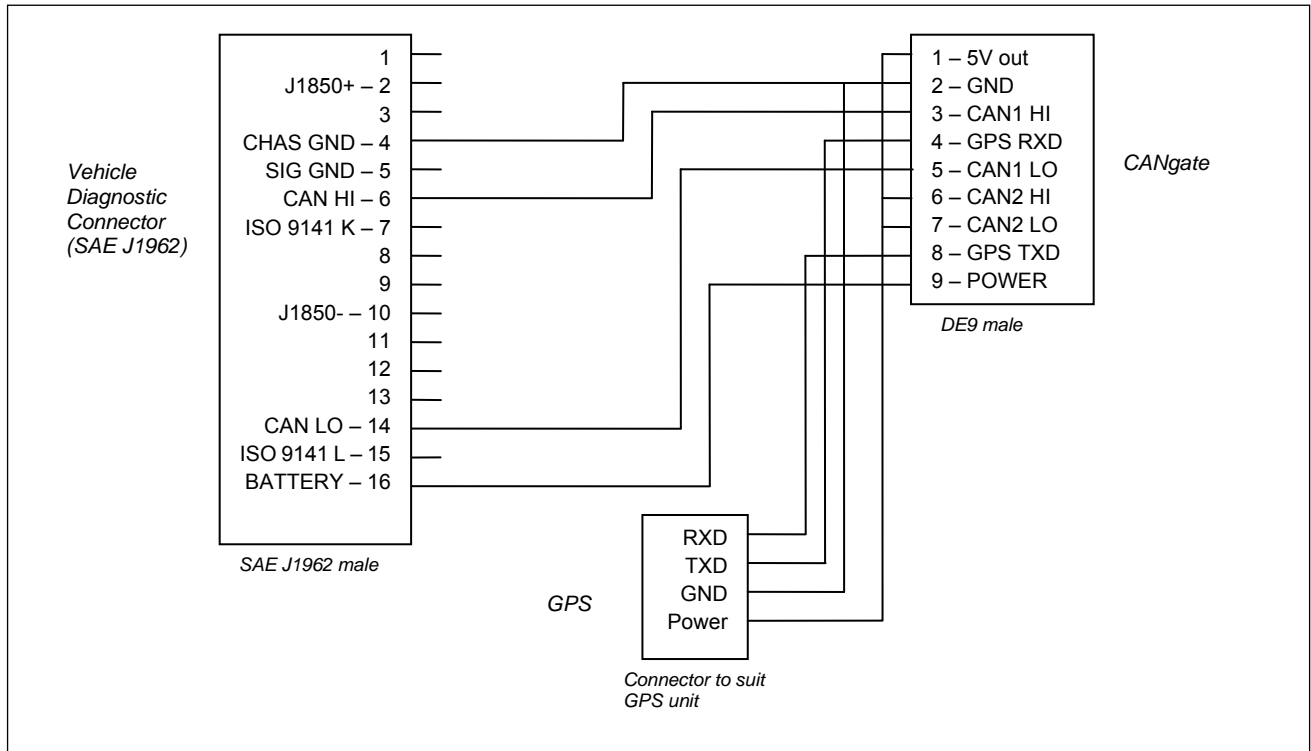 Vehicle
Diagnostic
Connector
(SAE J1962)
1
J1850+ – 2
3
CHAS GND – 4
SIG GND – 5
CAN HI – 6
ISO 9141 K – 7
8
9
J1850- – 10
11
12
13
CAN LO – 14
ISO 9141 L – 15
BATTERY – 16
SAE J1962 male
1 – 5V out
2 – GND
3 – CAN1 HI
4 – GPS RXD
5 – CAN1 LO
6 – CAN2 HI
7 – CAN2 LO
8 – GPS TXD
9 – POWER
CANgate
DE9 male
GPS
RXD
TXD
GND
Power
Connector to suit
GPS unit